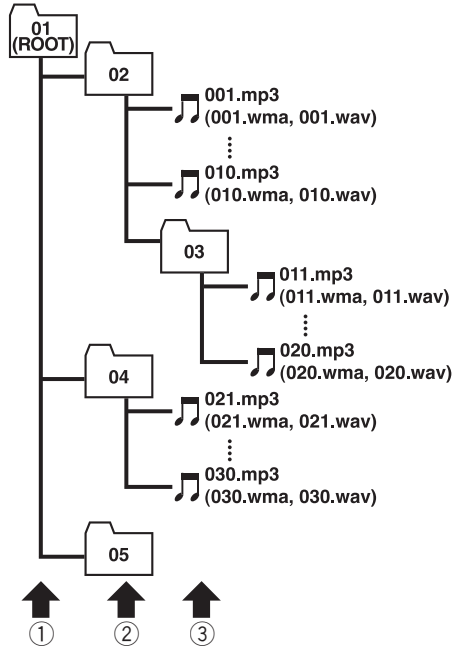 01
(ROOT)
02
001.mp3
(001.wma, 001.wav)
010.mp3
(010.wma, 010.wav)
03
011.mp3
(011.wma, 011.wav)
020.mp3
(020.wma, 020.wav)
04
021.mp3
(021.wma, 021.wav)
030.mp3
(030.wma, 030.wav)
05
① ② ③